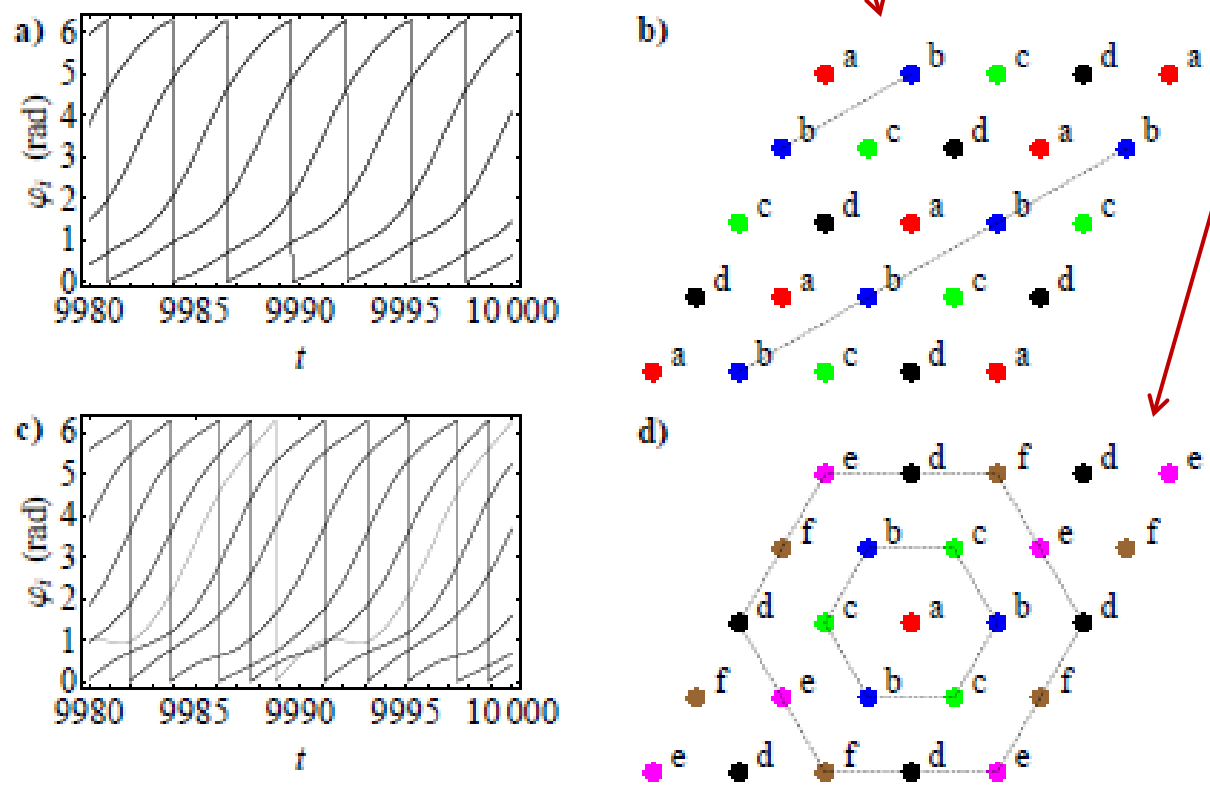 a)
6
5
4
3
2
1
0
φI (rad)
9980 9985 9990 9995 10 000
t
b)
a b c d a
b c d a b
c d a b c
d a b c d
a b c d a
c)
6
5
4
3
2
1
0
φI (rad)
9980 9985 9990 9995 10 000
t
d)
e d f d e
f b c e f
d c a b d
f e b c f
e d f d e